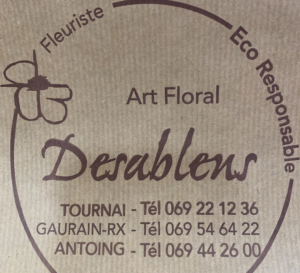 Fleuriste
Eco Responsable
Art Floral
Desablens
TOURNAI - Tél 069 22 12 36
GAURAIN-RX - Tél 069 54 64 22
ANTOING - Tél 069 44 26 00